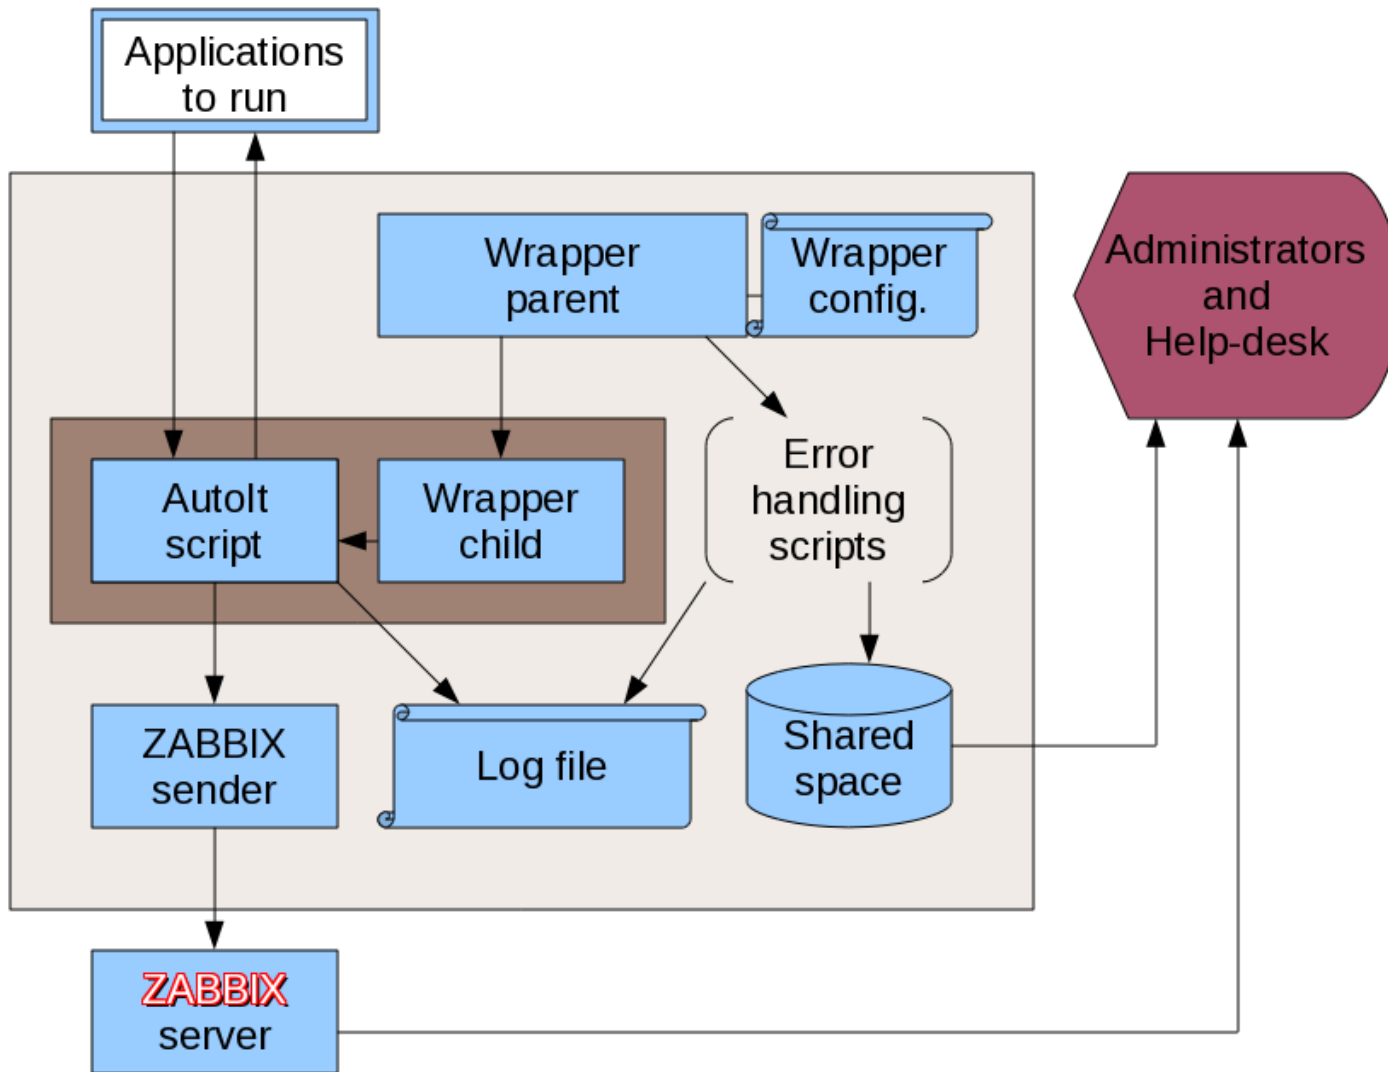 Applications
to run
Wrapper
parent
Wrapper
config.
Administrators
and
Help-desk
AutoIt
script
Wrapper
child
Error
handling
scripts
ZABBIX
sender
Log file
Shared
space
ZABBIX
server